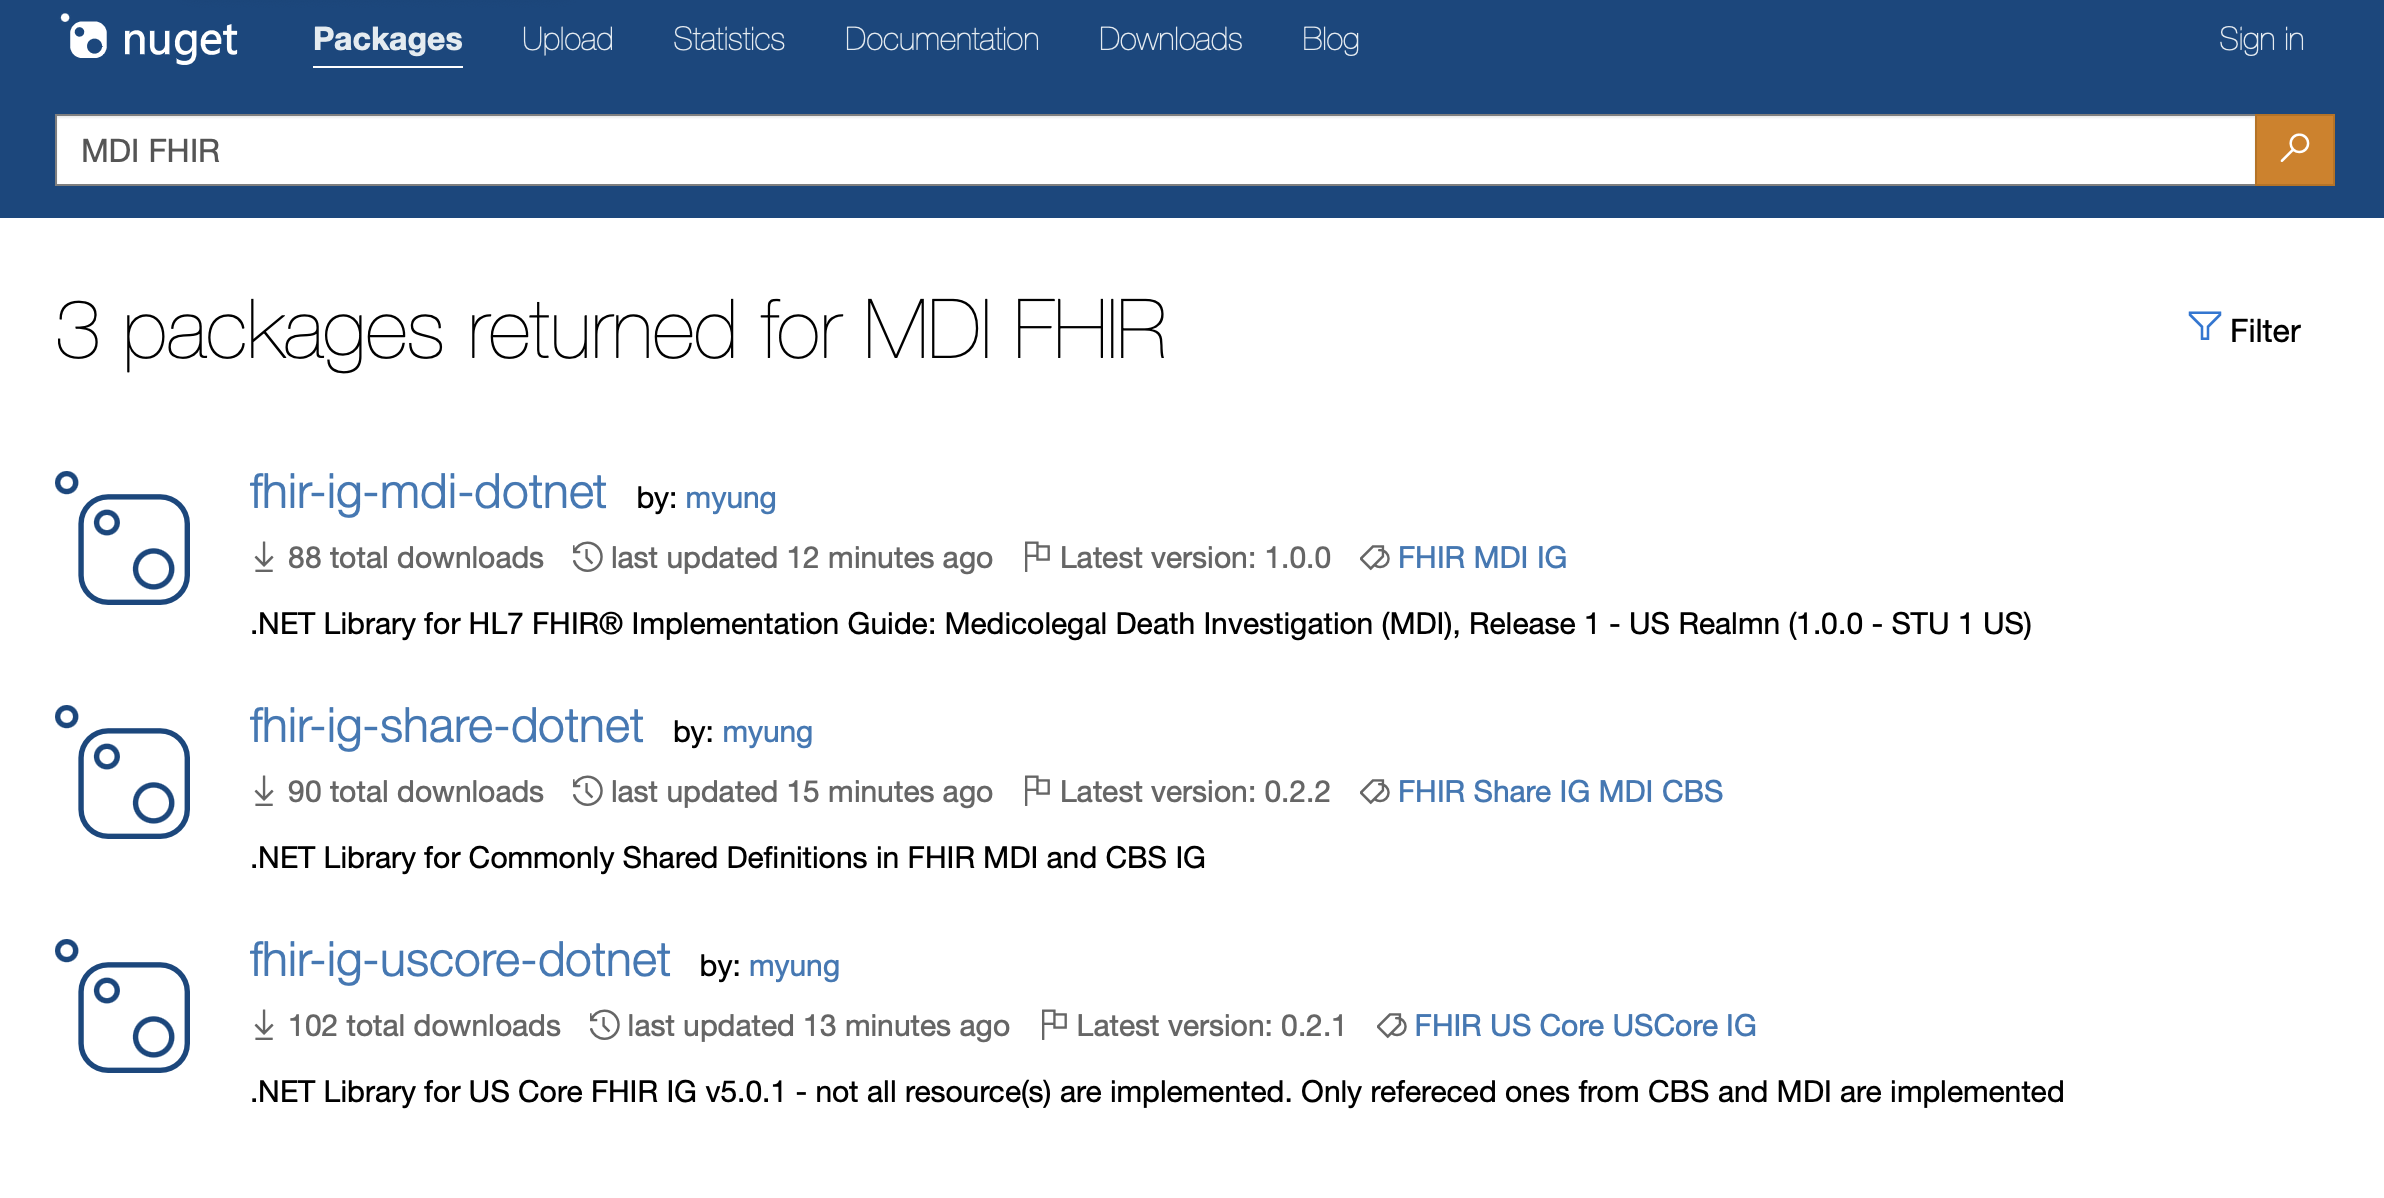 nuget Packages Upload Statistics Documentation Downloads Blog Sign in
MDI FHIR
3 packages returned for MDI FHIR Filter
fhir-ig-mdi-dotnet by: myung
88 total downloads last updated 12 minutes ago Latest version: 1.0.0 FHIR MDI IG
.NET Library for HL7 FHIR® Implementation Guide: Medicolegal Death Investigation (MDI), Release 1 - US Realmn (1.0.0 - STU 1 US)
fhir-ig-share-dotnet by: myung
90 total downloads last updated 15 minutes ago Latest version: 0.2.2 FHIR Share IG MDI CBS
.NET Library for Commonly Shared Definitions in FHIR MDI and CBS IG
fhir-ig-uscore-dotnet by: myung
102 total downloads last updated 13 minutes ago Latest version: 0.2.1 FHIR US Core USCore IG
.NET Library for US Core FHIR IG v5.0.1 - not all resource(s) are implemented. Only refereced ones from CBS and MDI are implemented